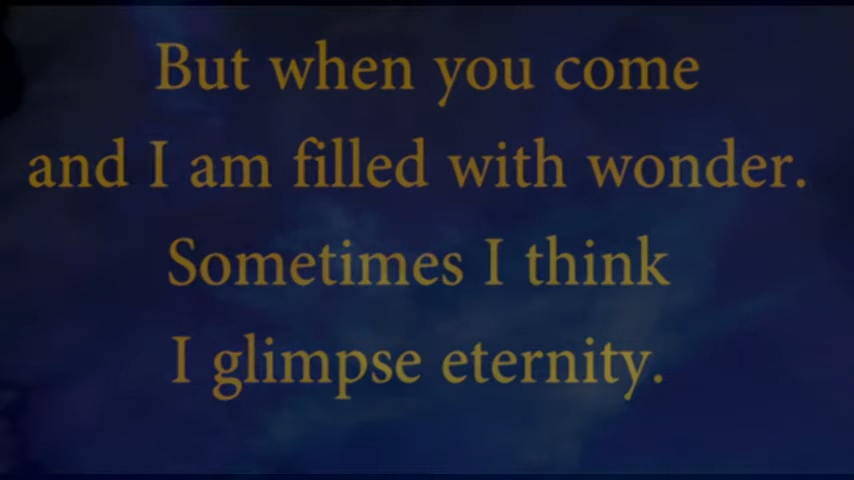 But when you come
and I am filled with wonder.
Sometimes I think
I glimpse eternity.